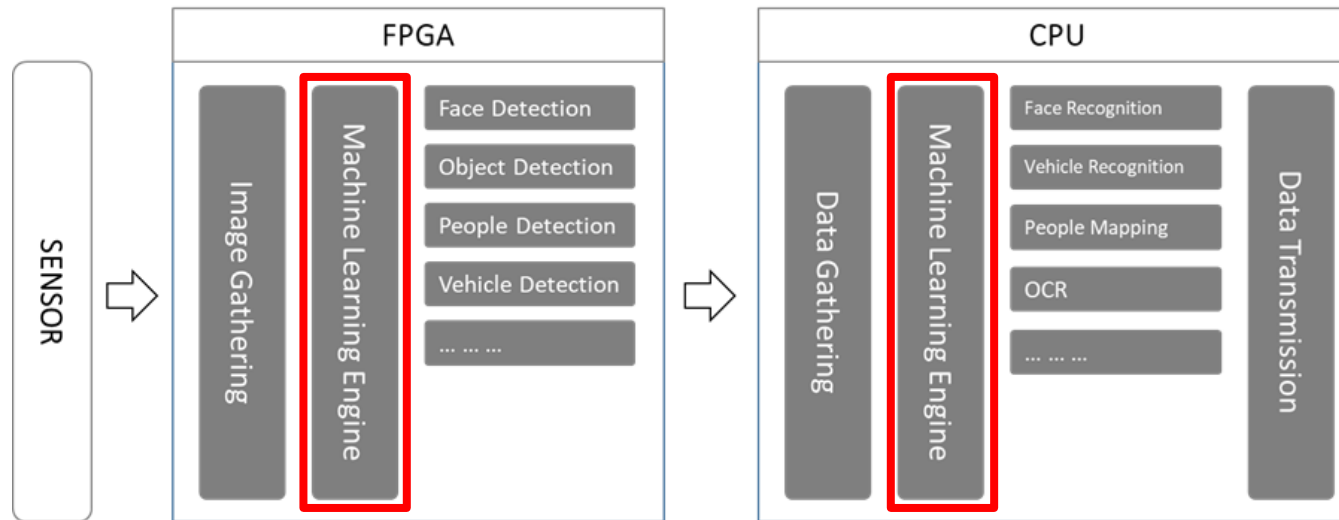 SENSOR
FPGA
Image Gathering
Machine Learning Engine
Face Detection
Object Detection
People Detection
Vehicle Detection
... ... ...
CPU
Data Gathering
Machine Learning Engine
Face Recognition
Vehicle Recognition
People Mapping
OCR
... ... ...
Data Transmission